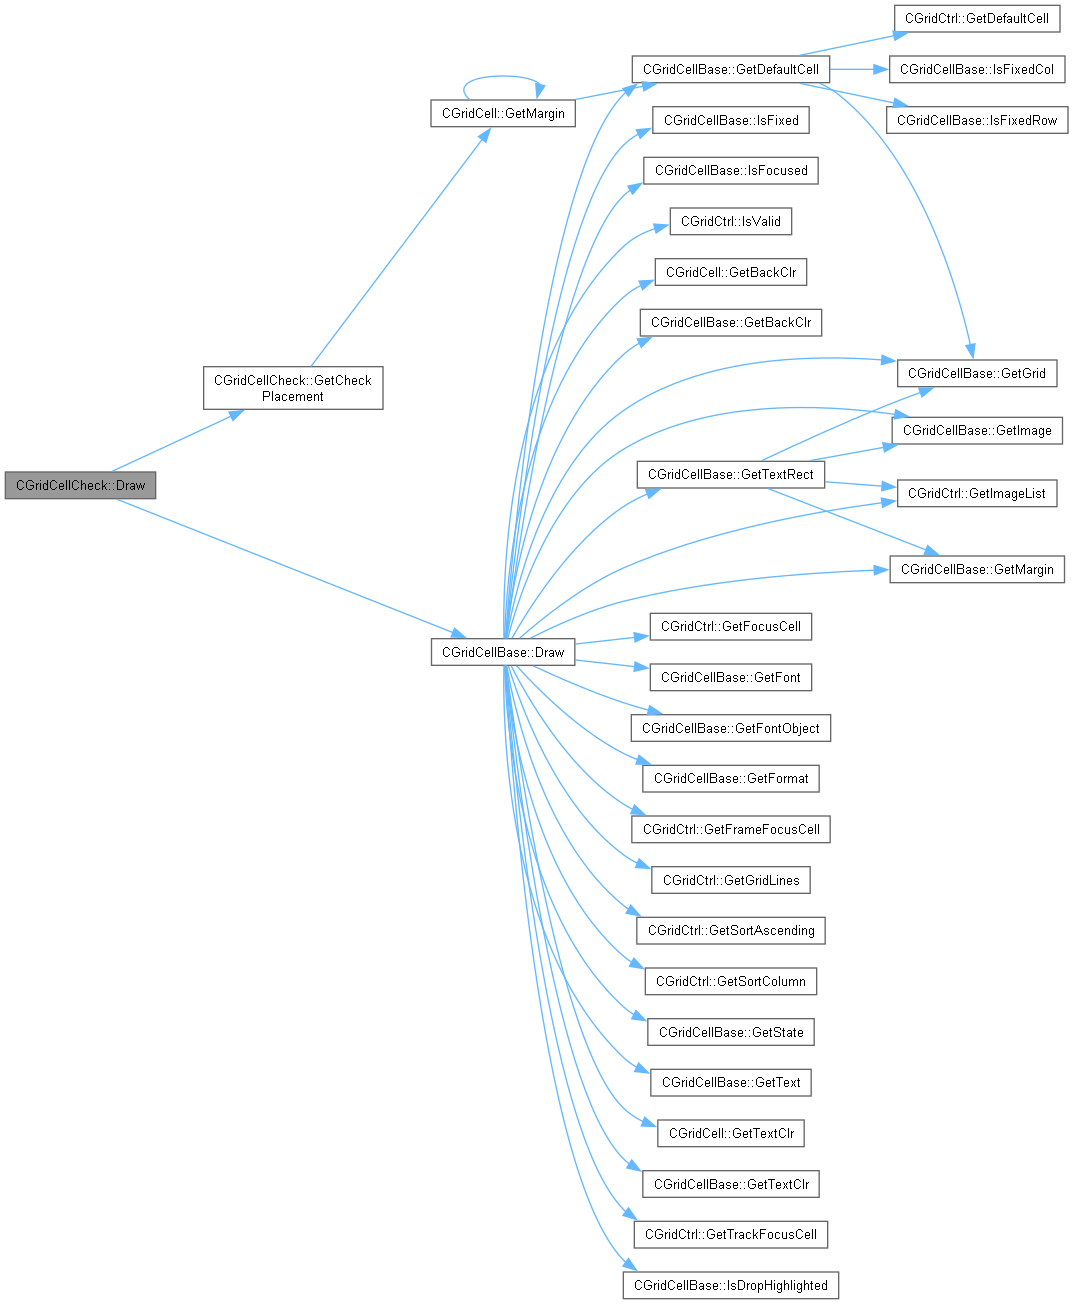 CGridCtrl::GetDefaultCell
CGridCellBase::GetDefaultCell
CGridCellBase::IsFixedCol
CGridCell::GetMargin
CGridCellBase::IsFixed
CGridCellBase::IsFixedRow
CGridCellBase::IsFocused
CGridCtrl::IsValid
CGridCell::GetBackClr
CGridCellBase::GetBackClr
CGridCellBase::GetGrid
CGridCellCheck::GetCheck
Placement
CGridCellBase::GetImage
CGridCellBase::GetTextRect
CGridCellCheck::Draw
CGridCtrl::GetImageList
CGridCellBase::GetMargin
CGridCtrl::GetFocusCell
CGridCellBase::Draw
CGridCellBase::GetFont
CGridCellBase::GetFontObject
CGridCellBase::GetFormat
CGridCtrl::GetFrameFocusCell
CGridCtrl::GetGridLines
CGridCtrl::GetSortAscending
CGridCtrl::GetSortColumn
CGridCellBase::GetState
CGridCellBase::GetText
CGridCell::GetTextClr
CGridCellBase::GetTextClr
CGridCtrl::GetTrackFocusCell
CGridCellBase::IsDropHighlighted